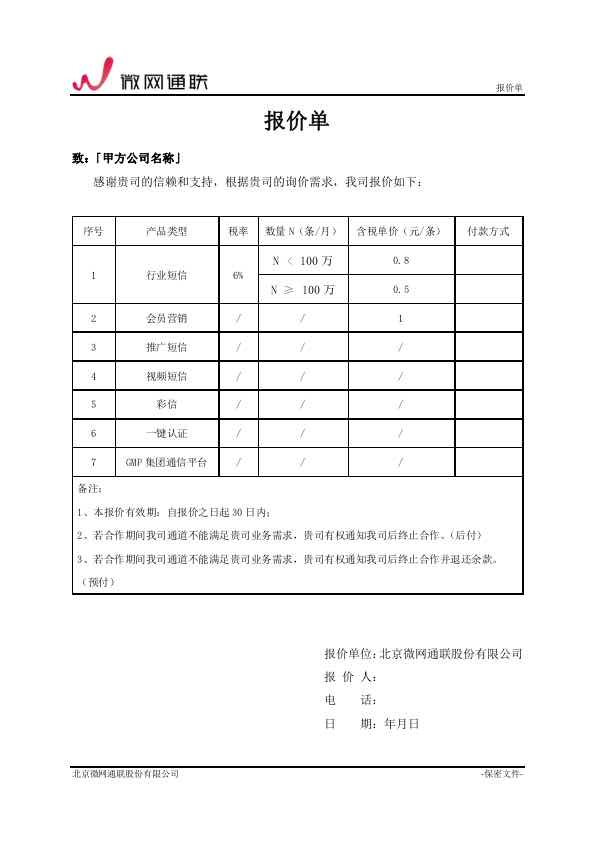 微网通联
报价单
报价单
致：「甲方公司名称」
感谢贵司的信赖和支持，根据贵司的询价需求，我司报价如下：
序号 产品类型 税率 数量 N（条/月） 含税单价（元/条） 付款方式
1 行业短信 6% N < 100 万 0.8
N ≥ 100 万 0.5
2 会员营销 / / 1
3 推广短信 / / /
4 视频短信 / / /
5 彩信 / / /
6 一键认证 / / /
7 GMP 集团通信平台 / / /
备注：
1、本报价有效期：自报价之日起 30 日内；
2、若合作期间我司通道不能满足贵司业务需求，贵司有权通知我司后终止合作。（后付）
3、若合作期间我司通道不能满足贵司业务需求，贵司有权通知我司后终止合作并退还余款。
（预付）
报价单位：北京微网通联股份有限公司
报 价 人：
电 话：
日 期：年月日
北京微网通联股份有限公司 -保密文件-